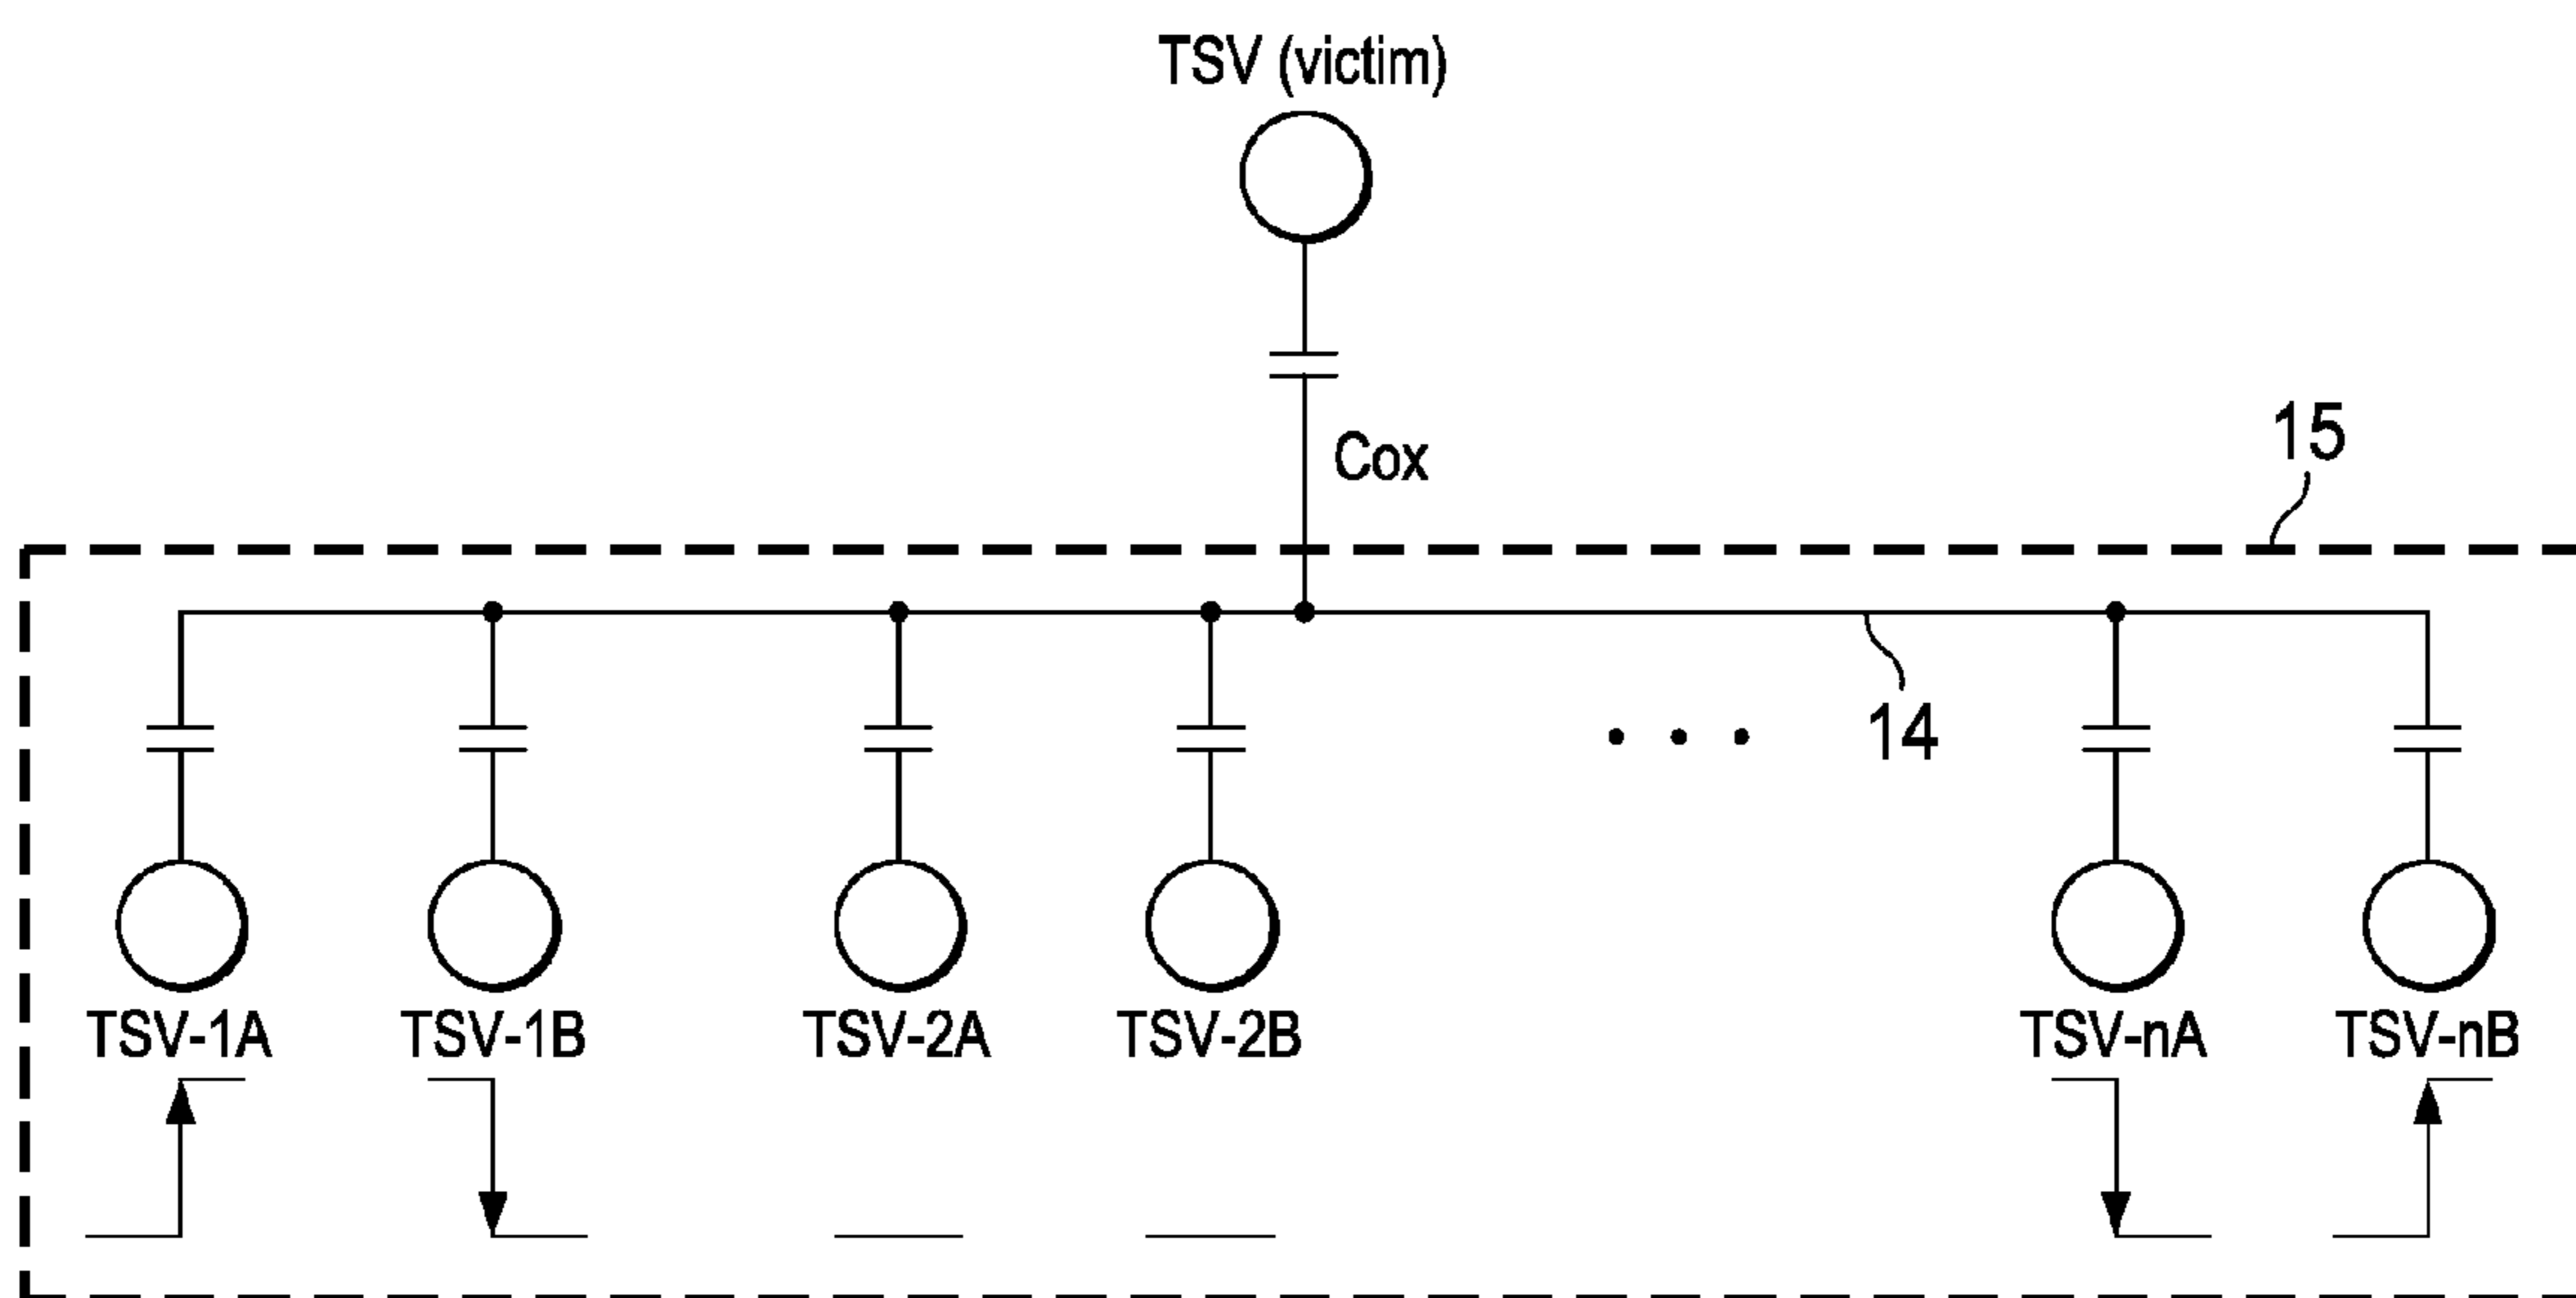 TSV (victim)
Cox
15
14
TSV-1A
TSV-1B
TSV-2A
TSV-2B
TSV-nA
TSV-nB